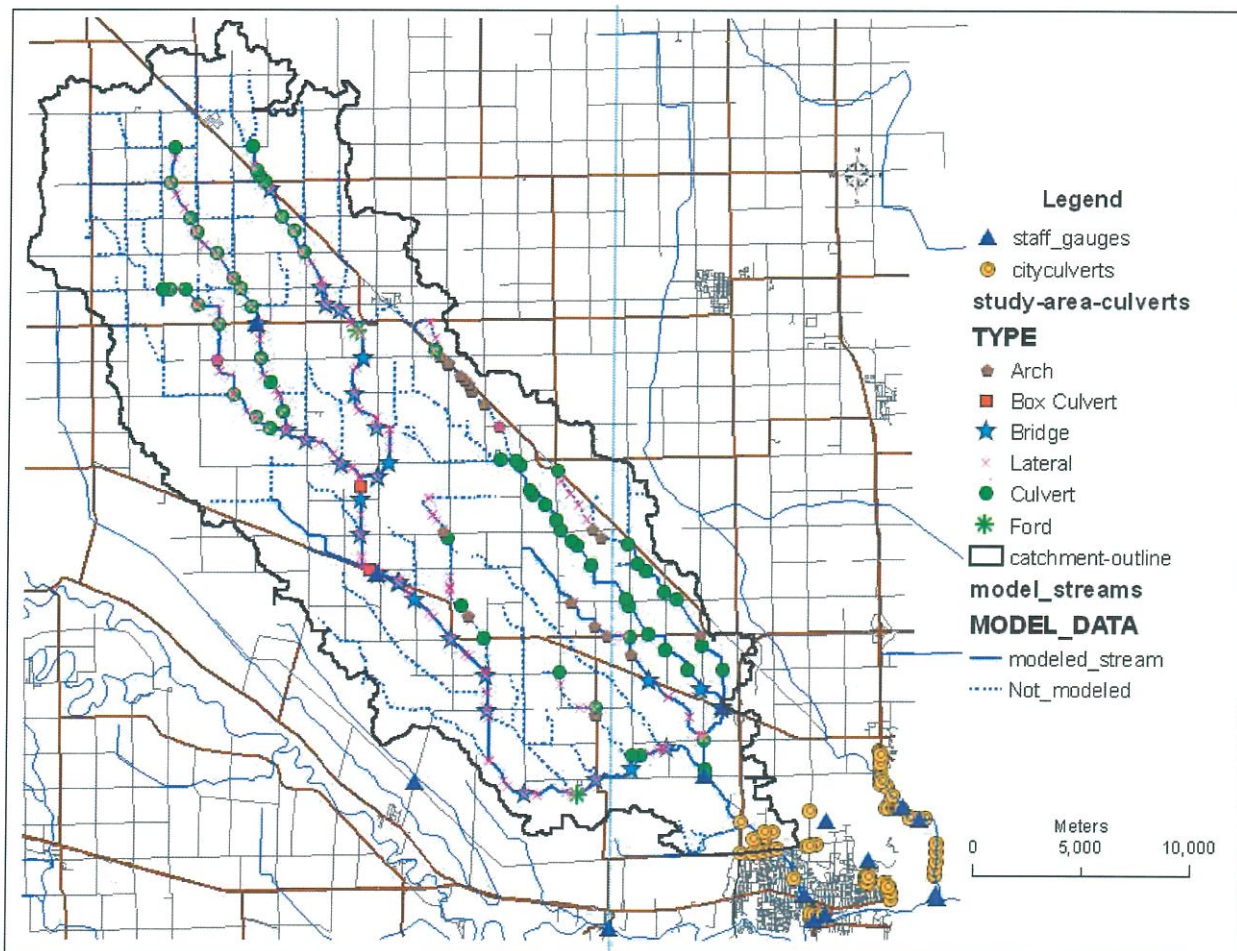 Legend
staff_gauges
cityculverts
study-area-culverts
TYPE
Arch
Box Culvert
Bridge
Lateral
Culvert
Ford
catchment-outline
model_streams
MODEL_DATA
modeled_stream
Not_modeled
Meters
0 5,000 10,000